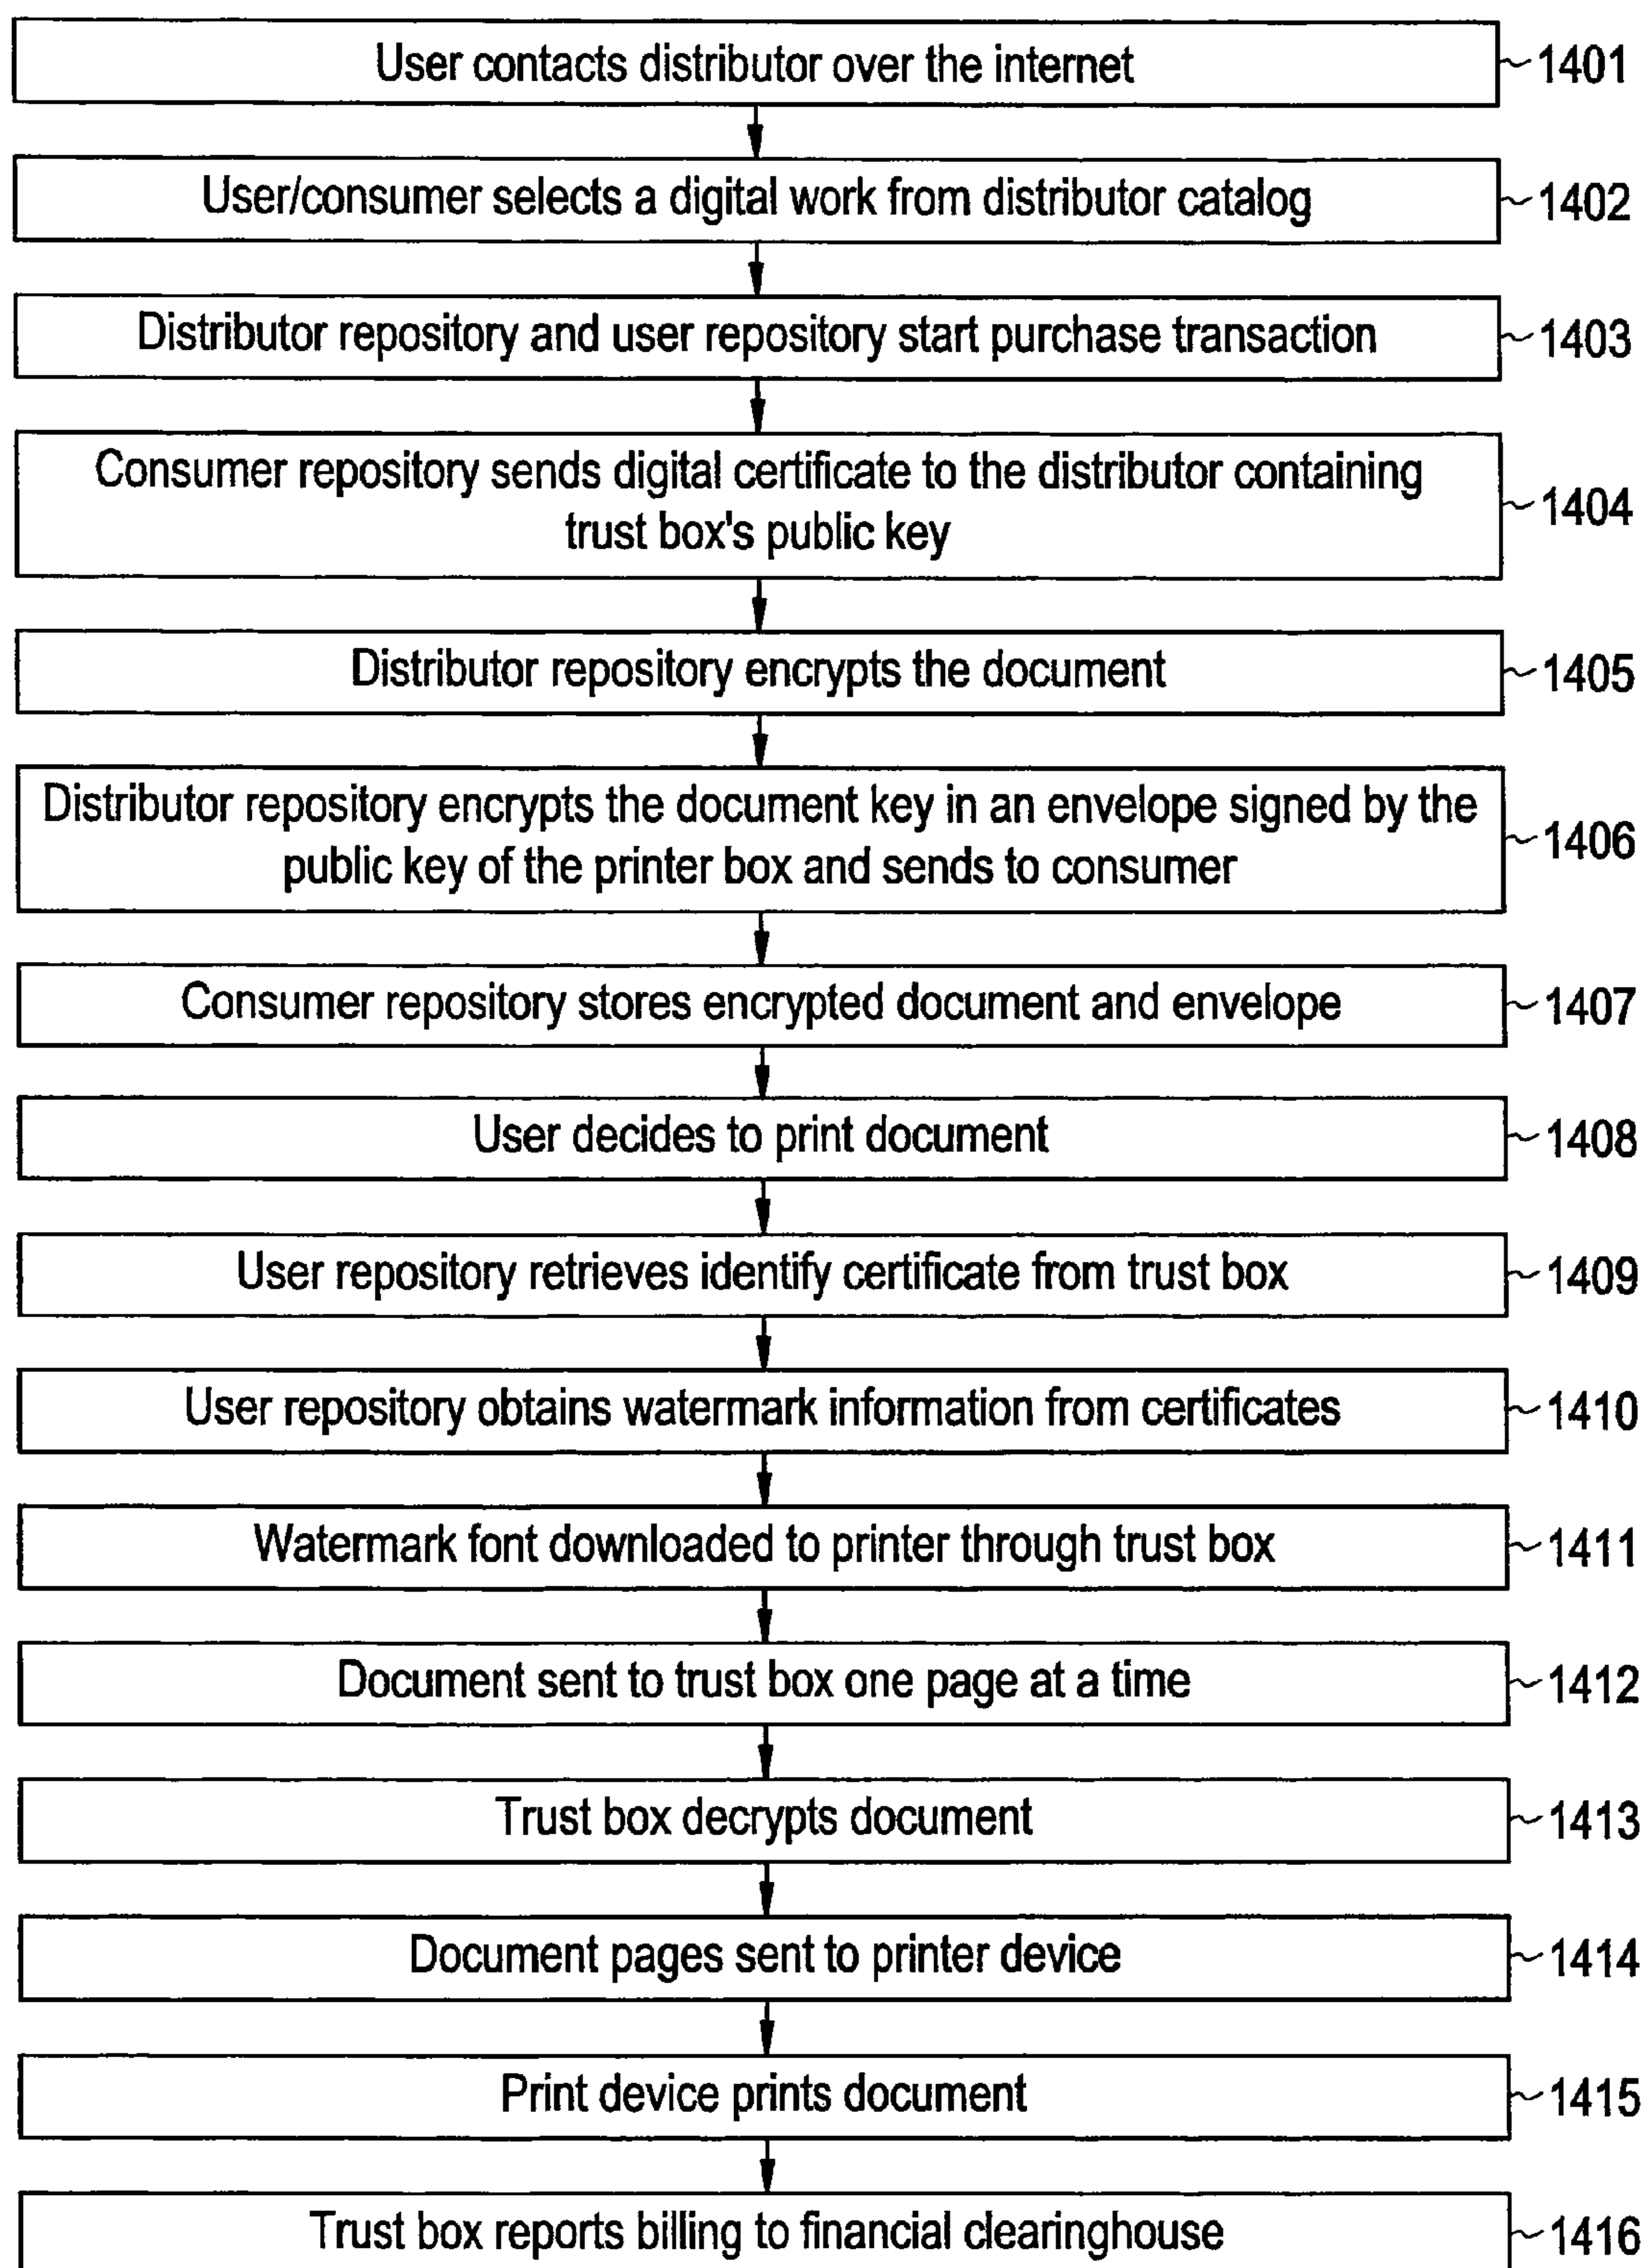 User contacts distributor over the internet
1401
User/consumer selects a digital work from distributor catalog
1402
Distributor repository and user repository start purchase transaction
1403
Consumer repository sends digital certificate to the distributor containing
trust box's public key
1404
Distributor repository encrypts the document
1405
Distributor repository encrypts the document key in an envelope signed by the
public key of the printer box and sends to consumer
1406
Consumer repository stores encrypted document and envelope
1407
User decides to print document
1408
User repository retrieves identify certificate from trust box
1409
User repository obtains watermark information from certificates
1410
Watermark font downloaded to printer through trust box
1411
Document sent to trust box one page at a time
1412
Trust box decrypts document
1413
Document pages sent to printer device
1414
Print device prints document
1415
Trust box reports billing to financial clearinghouse
1416